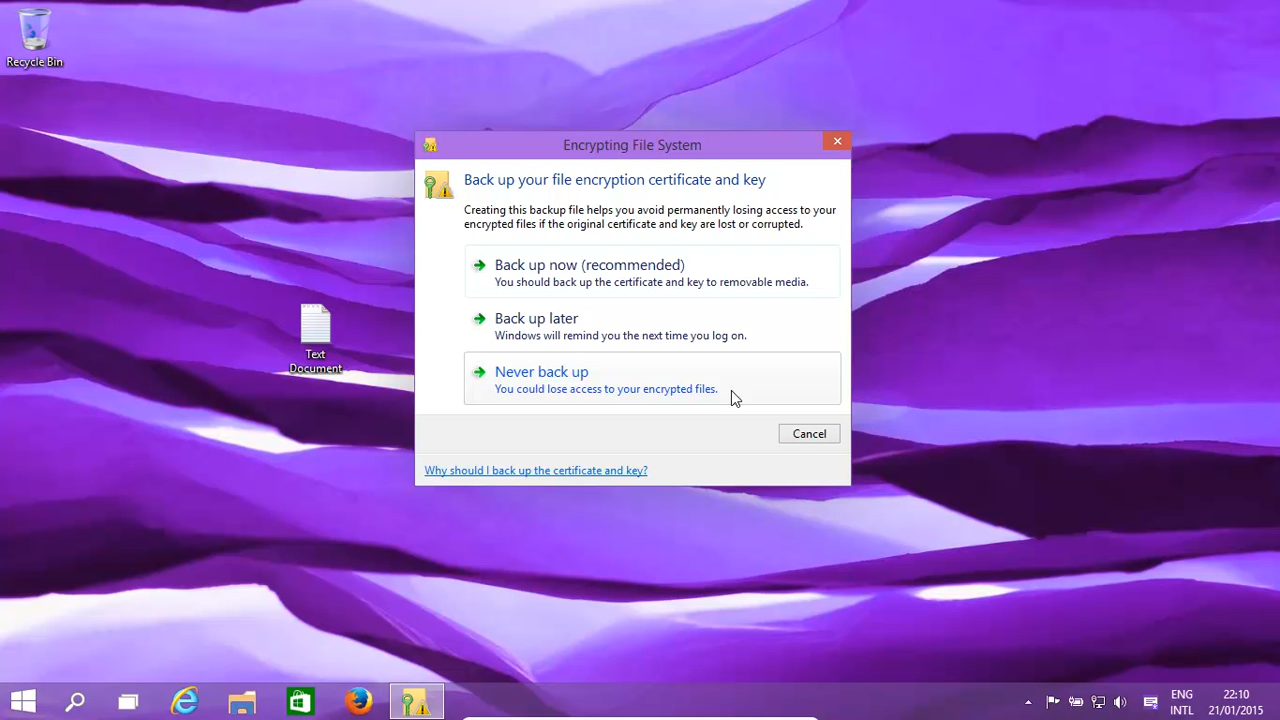 Recycle Bin
Encrypting File System
Back up your file encryption certificate and key
Creating this backup file helps you avoid permanently losing access to your
encrypted files if the original certificate and key are lost or corrupted.
Back up now (recommended)
You should back up the certificate and key to removable media.
Back up later
Windows will remind you the next time you log on.
Never back up
You could lose access to your encrypted files.
Cancel
Why should I back up the certificate and key?
Text
Document
ENG
INTL
22:10
21/01/2015